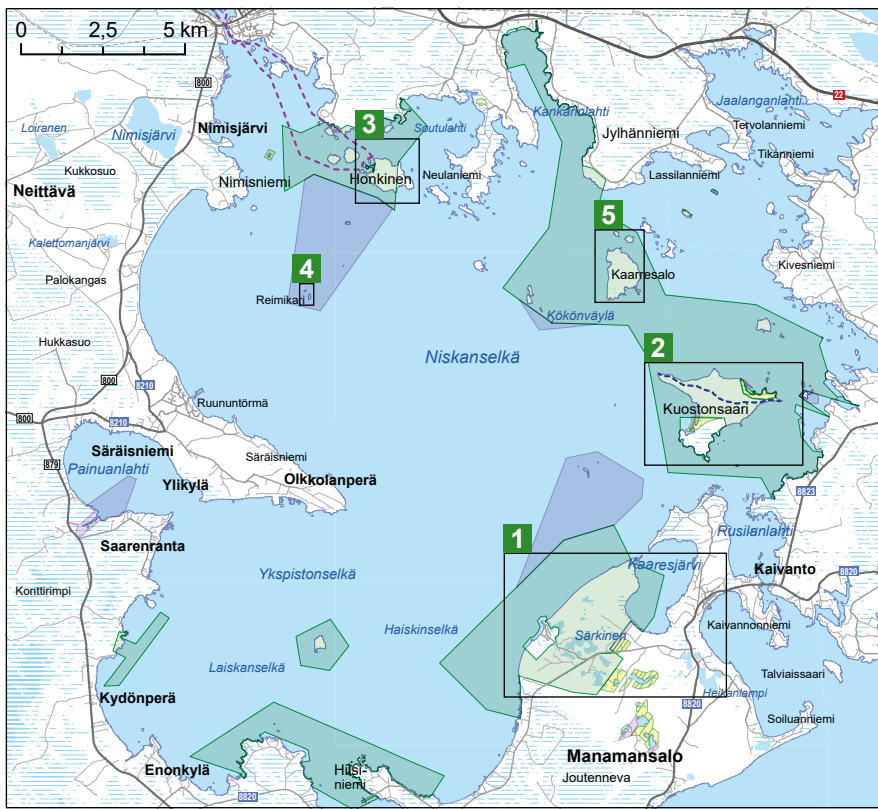 0 2,5 5 km
800
22
Kankarinlahti
Jaalanganlahti
Loiranen
Nimisjärvi
Nimisjärvi
3
Soutulahti
Jylhänniemi
Tervolanniemi
Kukkosuo
Tikanniemi
Neittävä
Nimisniemi
Honkinen
Neulaniemi
Lassilanniemi
5
Kalettomanjärvi
4
Kaarresalo
Kivesniemi
Palokangas
Reimikari
Kökönväylä
Hukkasuo
Niskanselkä
2
800
8210
Ruununtörmä
Kuostonsaari
800
8210
Säräisniemi
Säräisniemi
879
Painuanlahti
Ylikylä
Olkkolanperä
8823
Saarenranta
1
Rusilanlahti
Yksipistonselkä
Kaaresjärvi
Kaivanto
8820
Konttirimpi
Haiskinselkä
Särkinen
Kaivannonniemi
Laiskanselkä
Talviaissaari
Kydönperä
Heikanlampi
8820
Soiluanniemi
Manamansalo
Enonkylä
Hiisi-
niemi
Joutenneva
8820